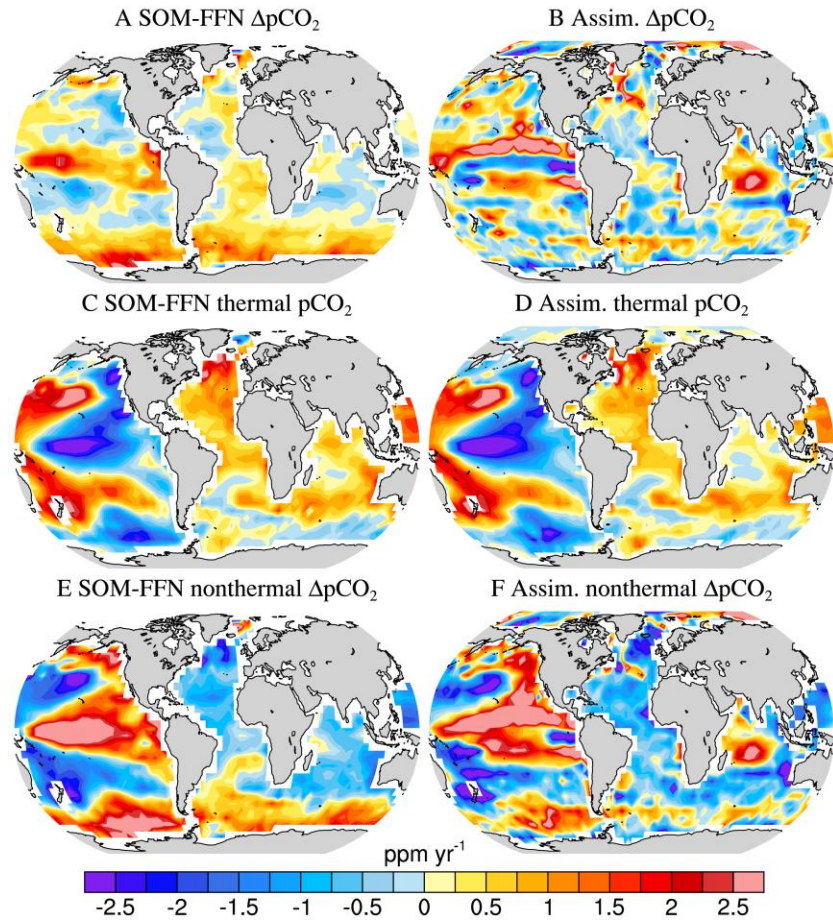 A SOM-FFN ΔpCO₂
B Assim. ΔpCO₂
C SOM-FFN thermal pCO₂
D Assim. thermal pCO₂
E SOM-FFN nonthermal ΔpCO₂
F Assim. nonthermal ΔpCO₂
ppm yr⁻¹
-2.5 -2 -1.5 -1 -0.5 0 0.5 1 1.5 2 2.5